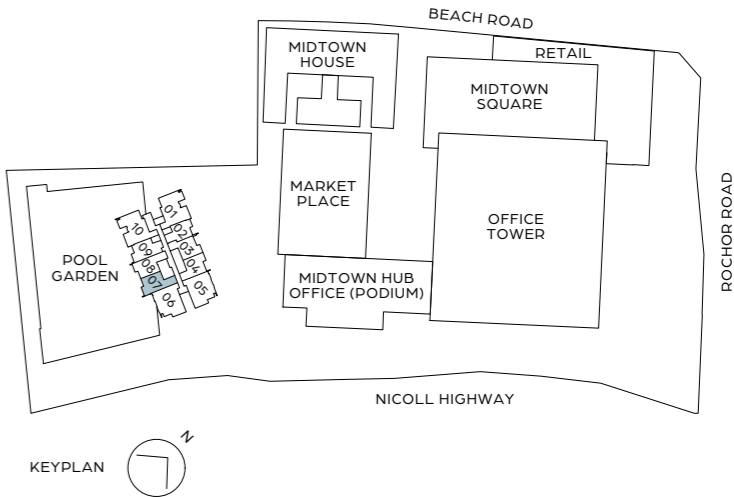 BEACH ROAD
MIDTOWN
HOUSE
RETAIL
MIDTOWN
SQUARE
MARKET
PLACE
OFFICE
TOWER
ROCHOR ROAD
POOL
GARDEN
10
09
08
07
06
01
02
03
04
05
MIDTOWN HUB
OFFICE (PODIUM)
NICOLL HIGHWAY
KEYPLAN
N